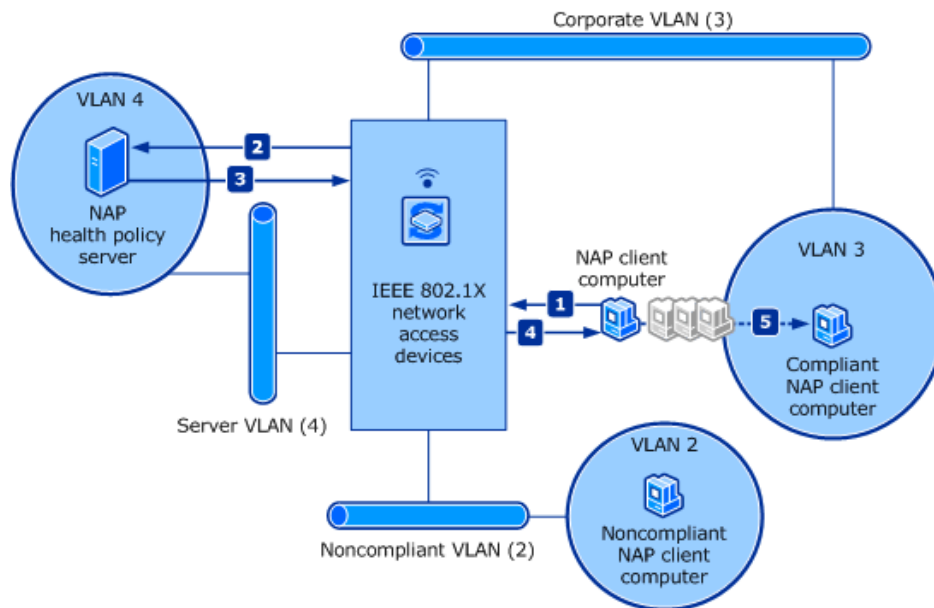 Corporate VLAN (3)
VLAN 4
2
3
NAP
health policy
server
IEEE 802.1X
network
access
devices
NAP client
computer
1
4
VLAN 3
5
Compliant
NAP client
computer
Server VLAN (4)
VLAN 2
Noncompliant
NAP client
computer
Noncompliant VLAN (2)